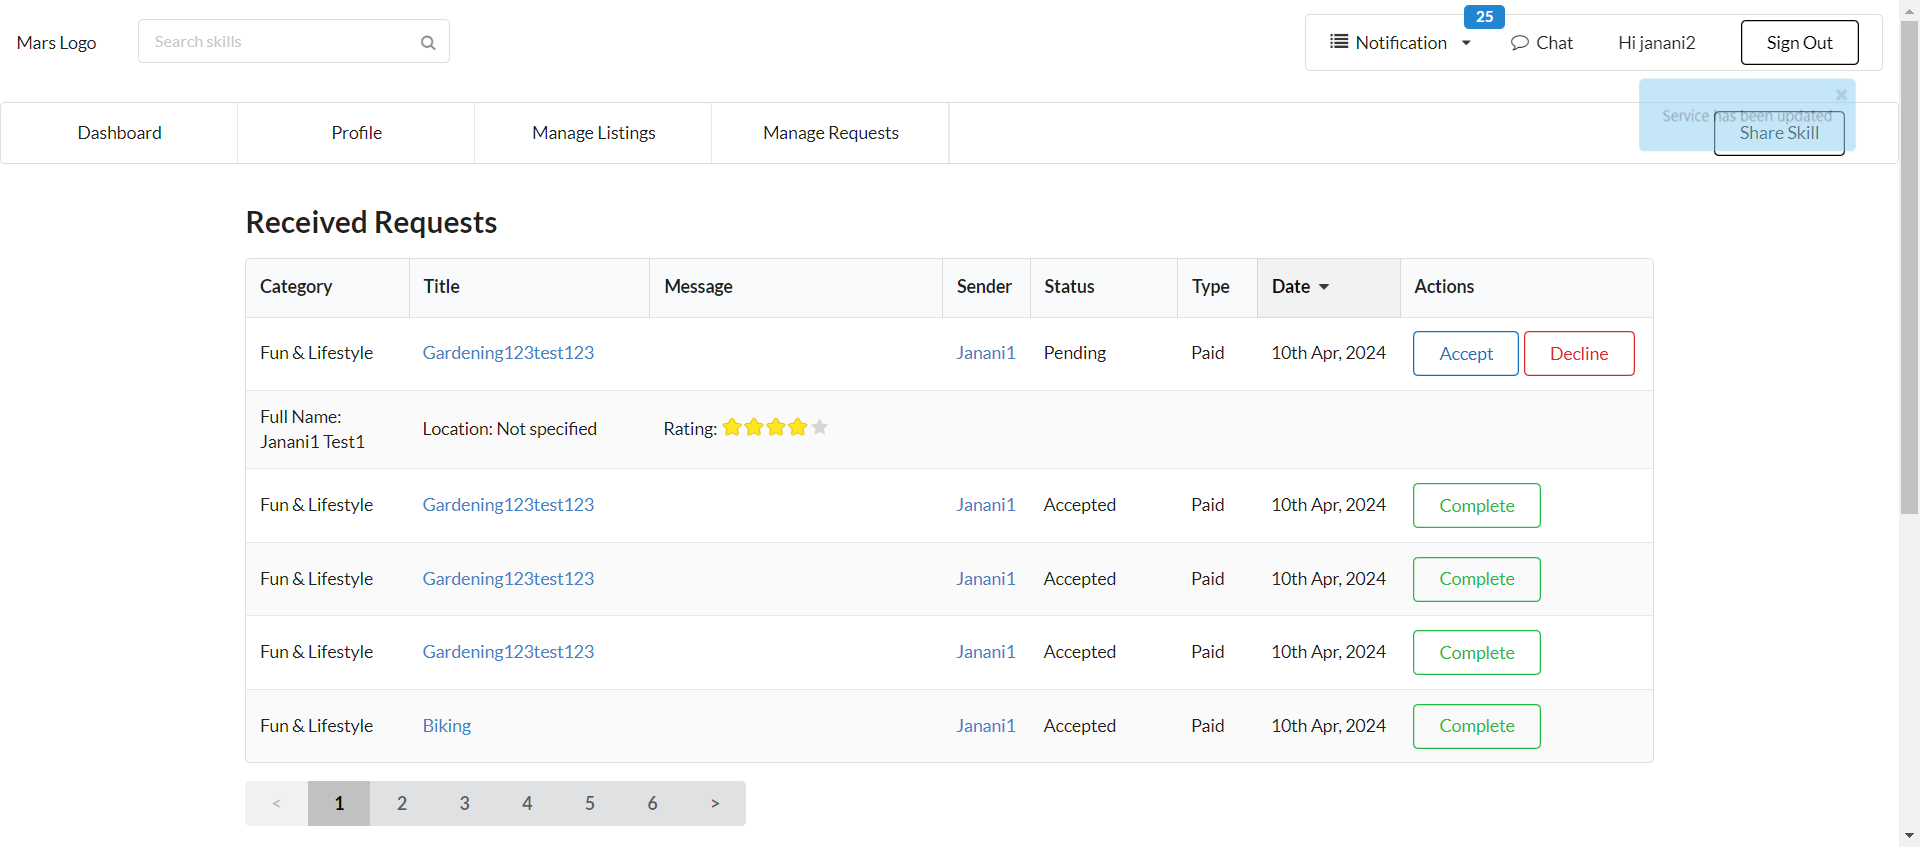 25
Mars Logo Search skills Notification Chat Hi janani2 Sign Out
×
Service has been updated
Dashboard Profile Manage Listings Manage Requests Share Skill
Received Requests
Category Title Message Sender Status Type Date Actions
Fun & Lifestyle Gardening123test123 Janani1 Pending Paid 10th Apr, 2024 Accept Decline
Full Name:
Janani1 Test1 Location: Not specified Rating:
Fun & Lifestyle Gardening123test123 Janani1 Accepted Paid 10th Apr, 2024 Complete
Fun & Lifestyle Gardening123test123 Janani1 Accepted Paid 10th Apr, 2024 Complete
Fun & Lifestyle Gardening123test123 Janani1 Accepted Paid 10th Apr, 2024 Complete
Fun & Lifestyle Biking Janani1 Accepted Paid 10th Apr, 2024 Complete
< 1 2 3 4 5 6 >